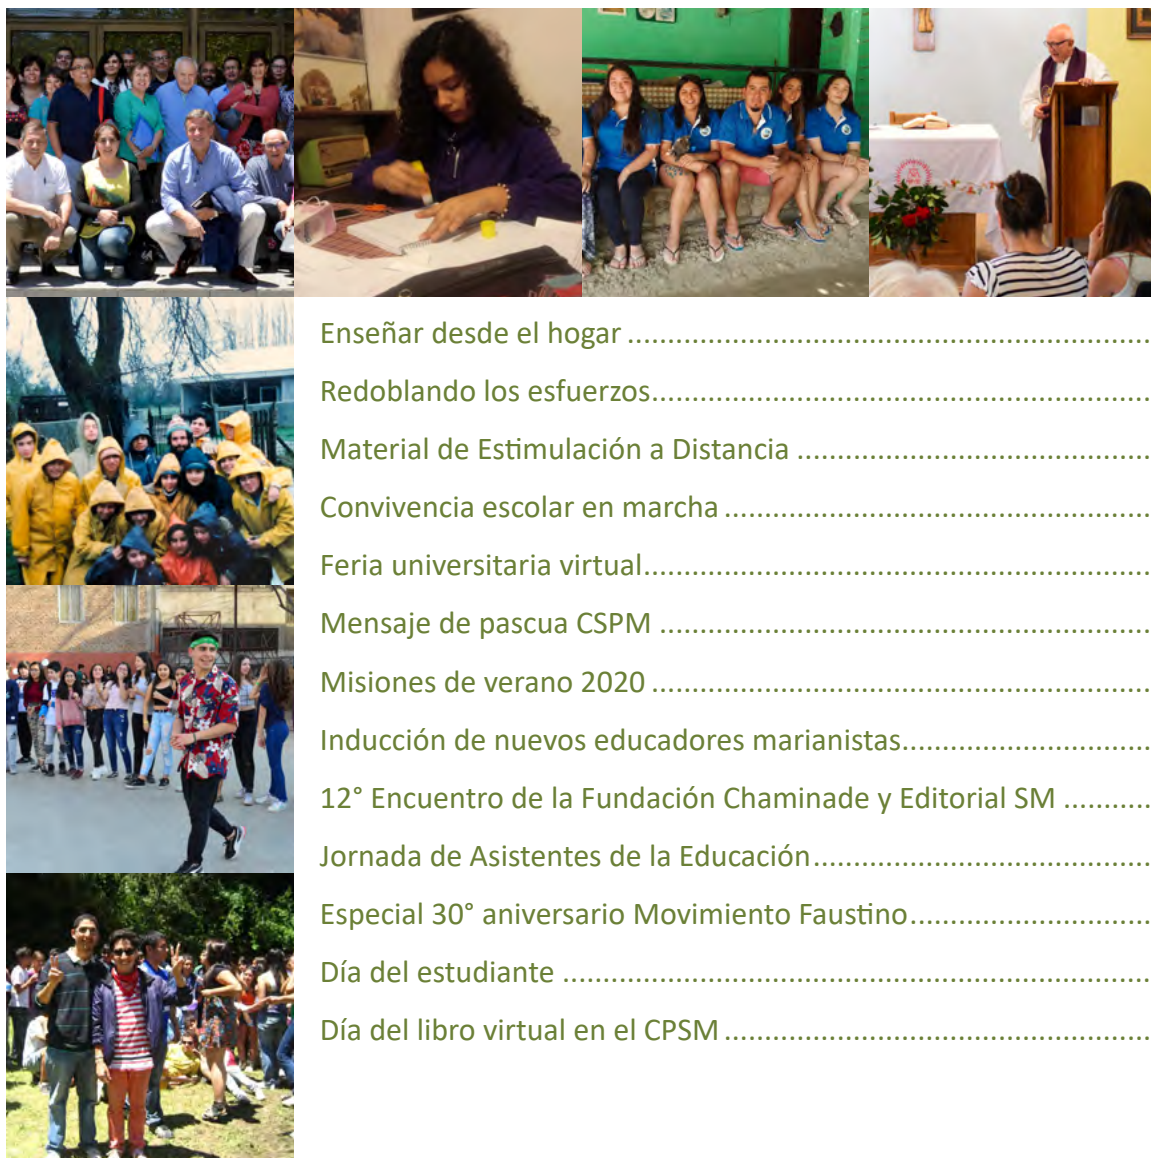 Enseñar desde el hogar ........................................................
Redoblando los esfuerzos.....................................................
Material de Estimulación a Distancia ......................................
Convivencia escolar en marcha ..............................................
Feria universitaria virtual......................................................
Mensaje de pascua CSPM .....................................................
Misiones de verano 2020 ......................................................
Inducción de nuevos educadores marianistas...........................
12° Encuentro de la Fundación Chaminade y Editorial SM ..........
Jornada de Asistentes de la Educación....................................
Especial 30° aniversario Movimiento Faustino..........................
Día del estudiante ...............................................................
Día del libro virtual en el CPSM ..............................................